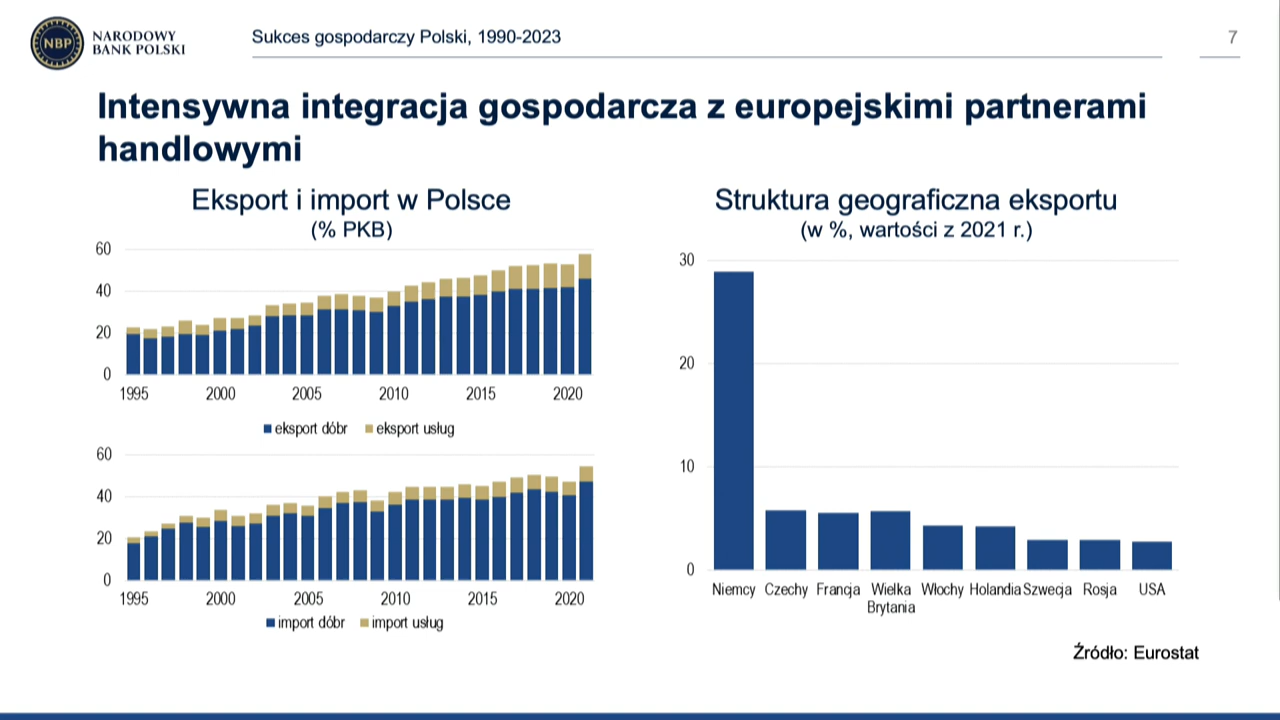 NBP
NARODOWY
BANK POLSKI
Sukces gospodarczy Polski, 1990-2023
7
Intensywna integracja gospodarcza z europejskimi partnerami
handlowymi
Eksport i import w Polsce
(% PKB)
60
40
20
0
1995 2000 2005 2010 2015 2020
eksport dóbr eksport usług
60
40
20
0
1995 2000 2005 2010 2015 2020
import dóbr import usług
Struktura geograficzna eksportu
(w %, wartości z 2021 r.)
30
20
10
0
Niemcy Czechy Francja Wielka Włochy Holandia Szwecja Rosja USA
Brytania
Źródło: Eurostat